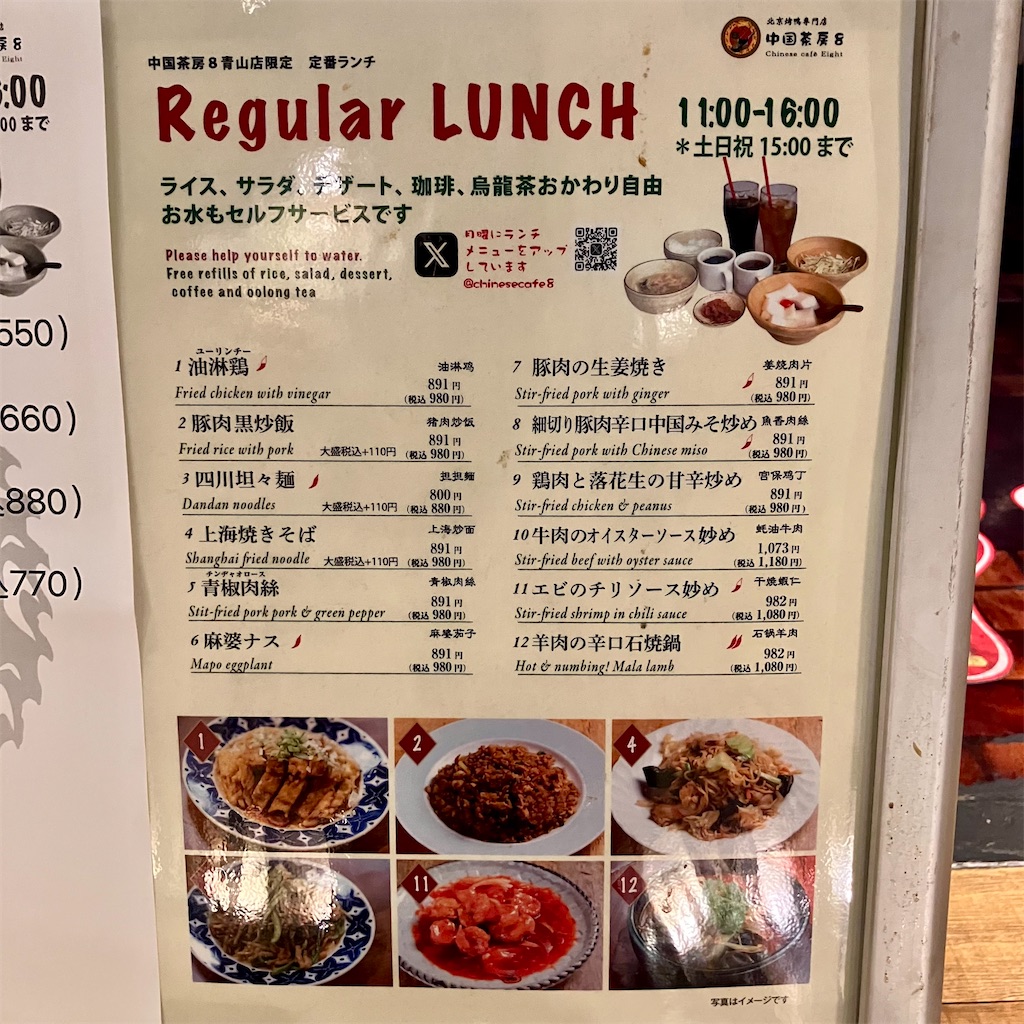 房8
Eight
:00
00 まで
550)
660)
880)
770)
北京烤鴨専門店
中国茶房8
Chinese café Eight
中国茶房8青山店限定 定番ランチ
Regular LUNCH
11:00-16:00
*土日祝 15:00 まで
ライス、サラダ、デザート、珈琲、烏龍茶おかわり自由
お水もセルフサービスです
Please help yourself to water.
Free refills of rice, salad, dessert,
coffee and oolong tea
X
月曜にランチ
メニューをアップ
しています
@chinesecafe8
ユーリンチー
1 油淋鶏 油淋鸡
891円
Fried chicken with vinegar (税込 980円)
2 豚肉黒炒飯 猪肉炒饭
891円
Fried rice with pork 大盛税込+110円 (税込 980円)
3 四川坦々麺 担担麵
800円
Dandan noodles 大盛税込+110円 (税込 880円)
4 上海焼きそば 上海炒面
891円
Shanghai fried noodle 大盛税込+110円 (税込 980円)
チンヂャオロース
5 青椒肉絲 青椒肉絲
891円
Stit-fried pork pork & green pepper (税込 980円)
6 麻婆ナス 麻婆茄子
891円
Mapo eggplant (税込 980円)
7 豚肉の生姜焼き 姜烧肉片
891円
Stir-fried pork with ginger (税込 980円)
8 細切り豚肉辛口中国みそ炒め 魚香肉絲
891円
Stir-fried pork with Chinese miso (税込 980円)
9 鶏肉と落花生の甘辛炒め 宫保鸡丁
891円
Stir-fried chicken & peanus (税込 980円)
10 牛肉のオイスターソース炒め 蚝油牛肉
1,073円
Stir-fried beef with oyster sauce (税込 1,180円)
11 エビのチリソース炒め 干焼蝦仁
982円
Stir-fried shrimp in chili sauce (税込 1,080円)
12 羊肉の辛口石焼鍋 石锅羊肉
982円
Hot & numbing! Mala lamb (税込 1,080円)
1
2
4
11
12
写真はイメージです